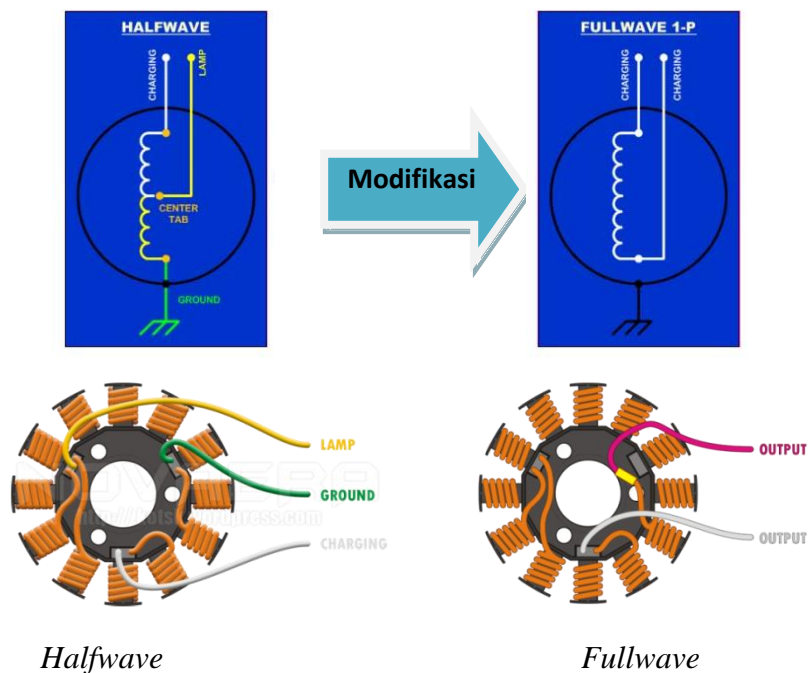 HALFWAVE
CHARGING
LAMP
CENTER
TAB
GROUND
Modifikasi
FULLWAVE 1-P
CHARGING
CHARGING
LAMP
GROUND
CHARGING
OUTPUT
OUTPUT
Halfwave
Fullwave